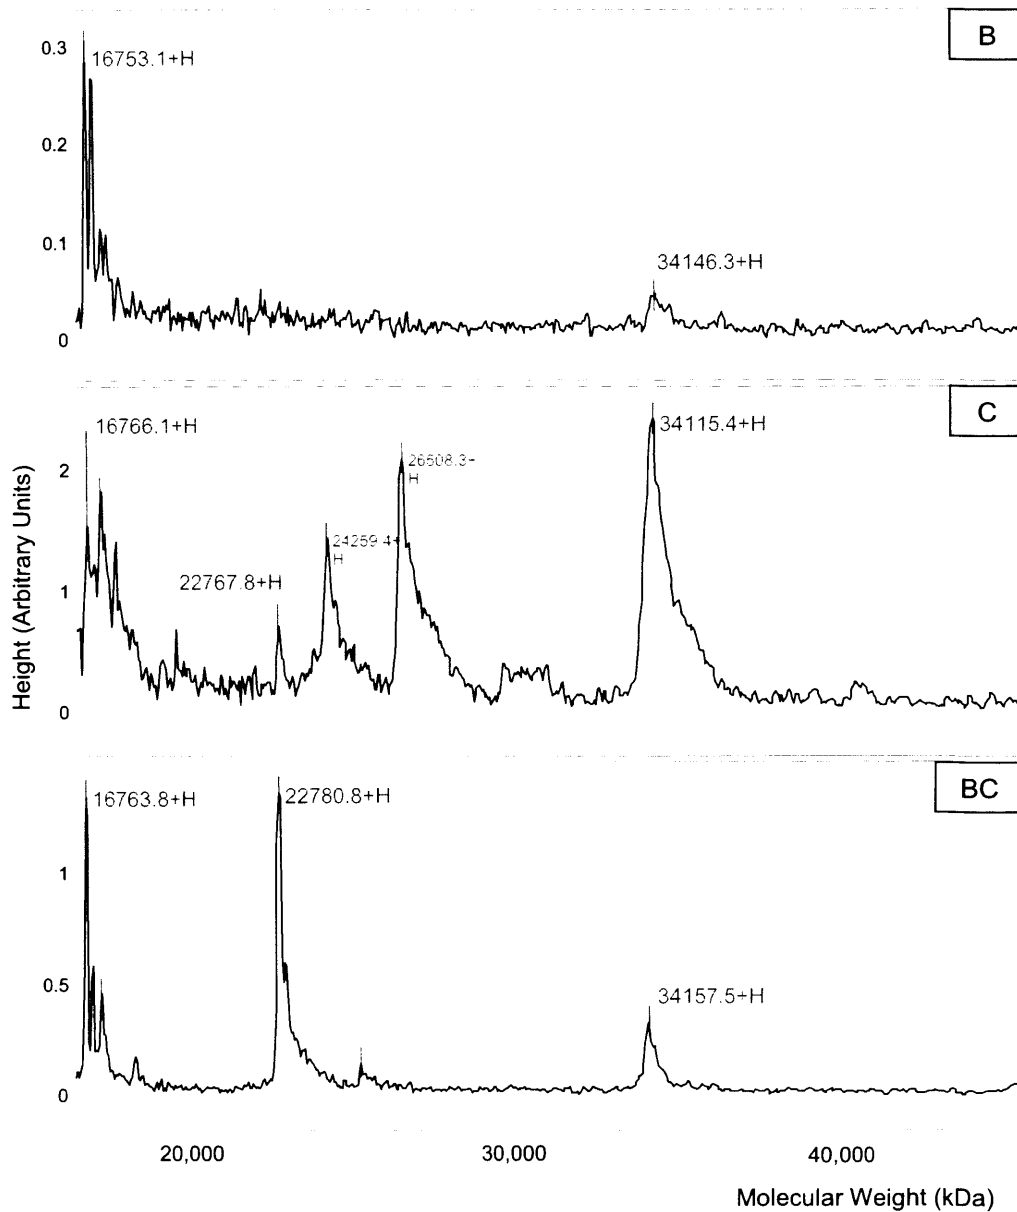 B
0.3
16753.1+H
0.2
0.1
34146.3+H
0
C
16766.1+H
34115.4+H
2
26508.3-
H
24259.4+
H
1
22767.8+H
0
Height (Arbitrary Units)
BC
16763.8+H
22780.8+H
1
0.5
34157.5+H
0
20,000
30,000
40,000
Molecular Weight (kDa)